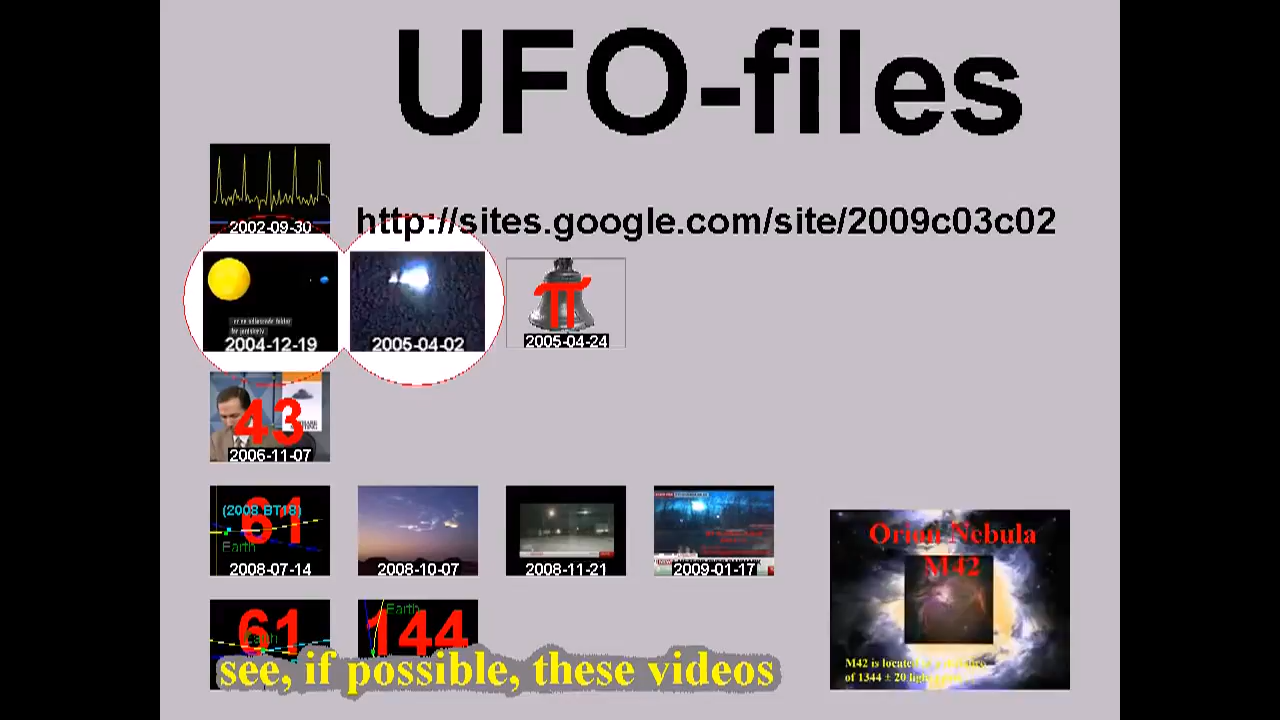 UFO-files
2002-09-30
http://sites.google.com/site/2009c03c02
2004-12-19
2005-04-02
π
2005-04-24
43
2006-11-07
61
(2008 BT18)
Earth
2008-07-14
2008-10-07
2008-11-21
2009-01-17
Orion Nebula
M42
M42 is located
of 1344 ± 20 light
61
Earth
144
Earth
see, if possible, these videos